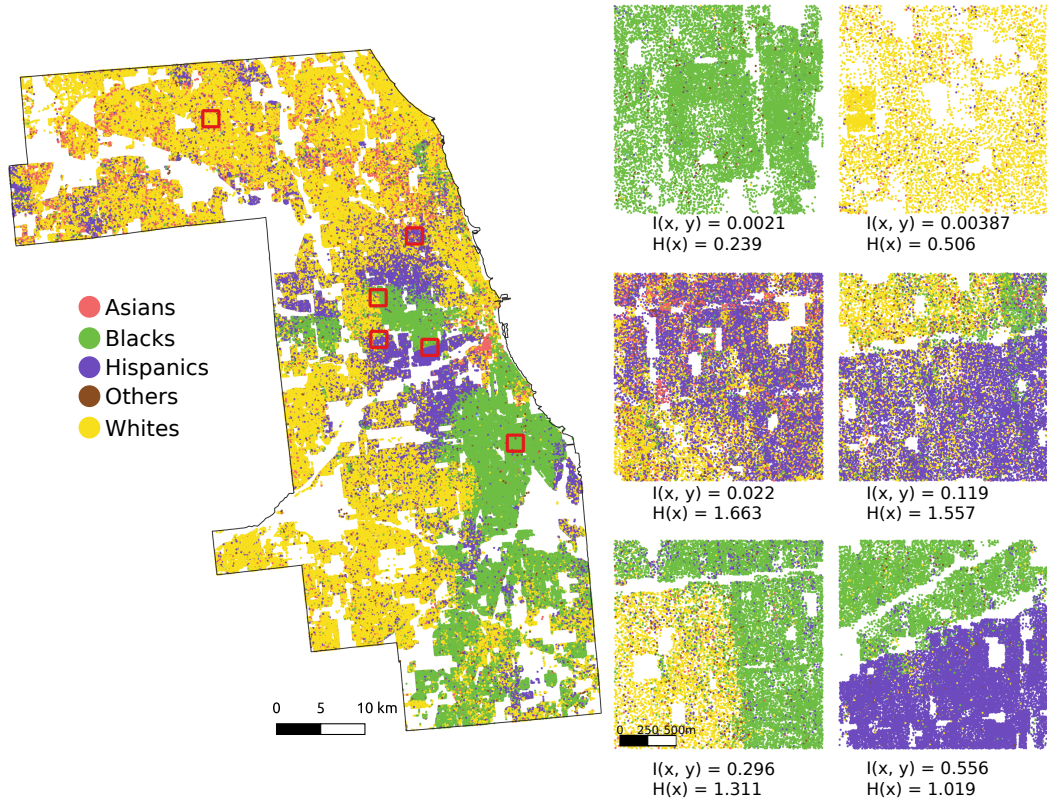 Asians
Blacks
Hispanics
Others
Whites
0 5 10 km
I(x, y) = 0.0021
H(x) = 0.239
I(x, y) = 0.00387
H(x) = 0.506
I(x, y) = 0.022
H(x) = 1.663
I(x, y) = 0.119
H(x) = 1.557
0 250 500m
I(x, y) = 0.296
H(x) = 1.311
I(x, y) = 0.556
H(x) = 1.019